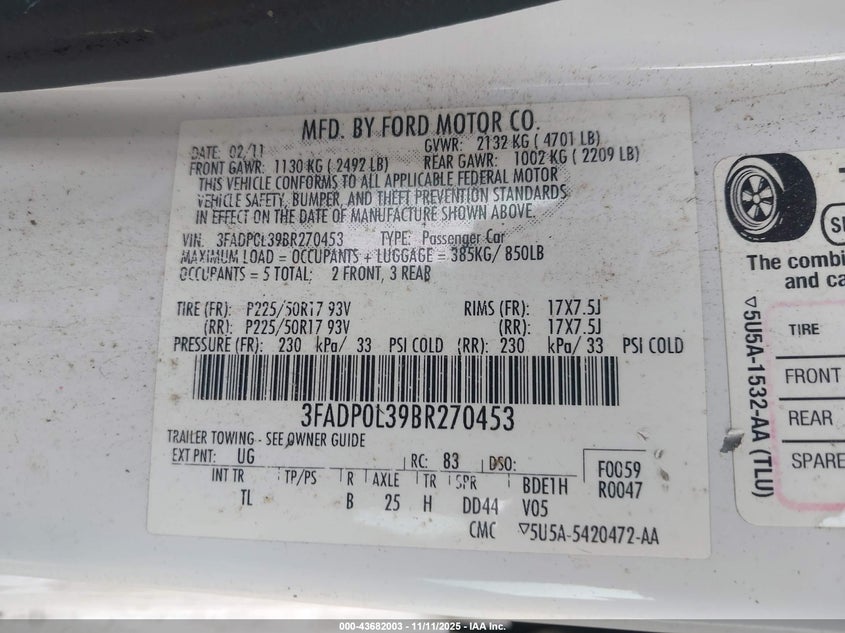 MFD. BY FORD MOTOR CO.
DATE: 02/11 GVWR: 2132 KG ( 4701 LB)
FRONT GAWR: 1130 KG ( 2492 LB) REAR GAWR: 1002 KG ( 2209 LB)
THIS VEHICLE CONFORMS TO ALL APPLICABLE FEDERAL MOTOR
VEHICLE SAFETY, BUMPER, AND THEFT PREVENTION STANDARDS
IN EFFECT ON THE DATE OF MANUFACTURE SHOWN ABOVE.
VIN: 3FADP0L39BR270453 TYPE: Passenger Car
MAXIMUM LOAD = OCCUPANTS + LUGGAGE = 385KG/ 850LB
OCCUPANTS = 5 TOTAL: 2 FRONT, 3 REAR
TIRE (FR): P225/50R17 93V RIMS (FR): 17X7.5J
(RR): P225/50R17 93V (RR): 17X7.5J
PRESSURE (FR): 230 kPa/ 33 PSI COLD (RR): 230 kPa/ 33 PSI COLD
3FADP0L39BR270453
TRAILER TOWING - SEE OWNER GUIDE
EXT PNT: UG RC: 83 DSO: F0059
INT TR TP/PS R AXLE TR SPR BDE1H R0047
TL B 25 H DD44 V05
CMC ▽5U5A-5420472-AA
The combi
and ca
▽5U5A-1532-AA (TLU)
TIRE
FRONT
REAR
SPARE
000-43682003 - 11/11/2025 - IAA Inc.